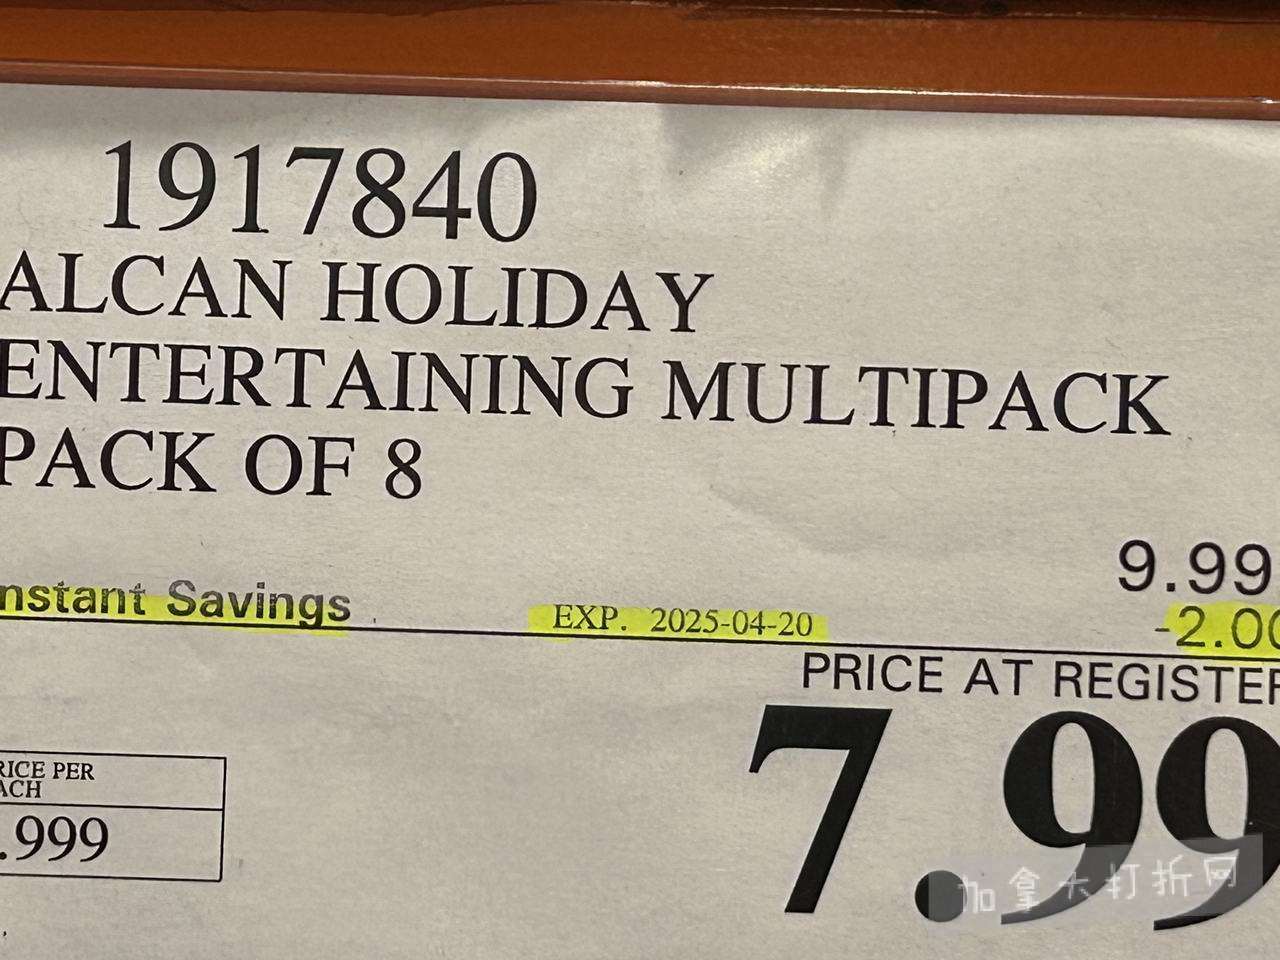 1917840
ALCAN HOLIDAY
ENTERTAINING MULTIPACK
PACK OF 8
9.99
nstant Savings EXP. 2025-04-20 -2.00
PRICE AT REGISTER
7.99
RICE PER
ACH
.999
加拿大打折网